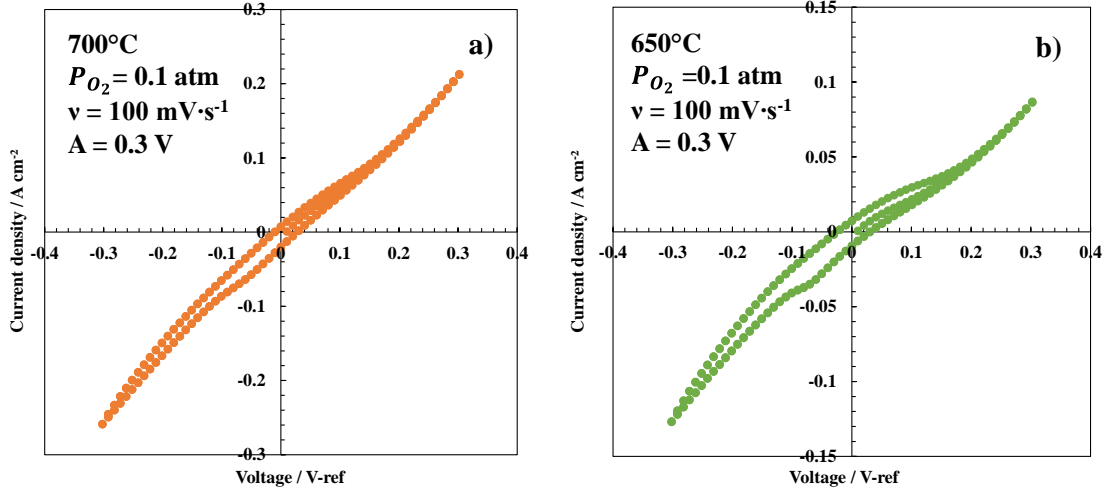 700°C
P_{O_2} = 0.1 atm
ν = 100 mV·s⁻¹
A = 0.3 V
a)
0.3
0.2
0.1
0
-0.1
-0.2
-0.3
-0.4 -0.3 -0.2 -0.1 0 0.1 0.2 0.3 0.4
Current density / A cm⁻²
Voltage / V-ref
650°C
P_{O_2} =0.1 atm
ν = 100 mV·s⁻¹
A = 0.3 V
b)
0.15
0.1
0.05
0
-0.05
-0.1
-0.15
-0.4 -0.3 -0.2 -0.1 0 0.1 0.2 0.3 0.4
Current density / A cm⁻²
Voltage / V-ref